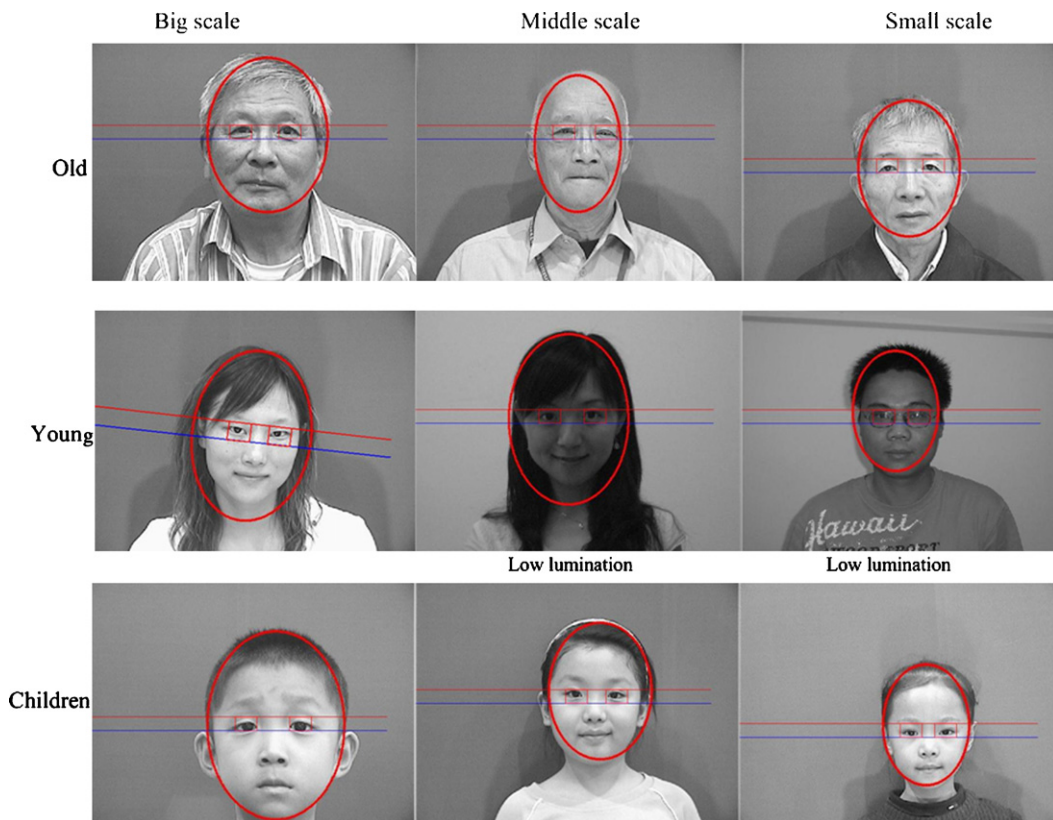 Big scale
Middle scale
Small scale
Old
Young
Hawaii
Low lumination
Low lumination
Children